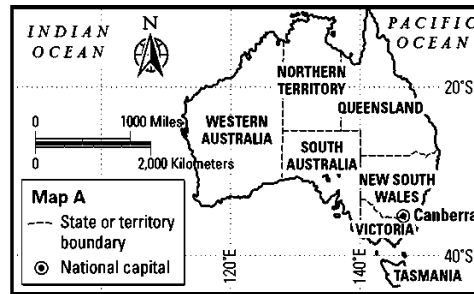 INDIAN
OCEAN
N
PACIFIC
OCEAN
NORTHERN
TERRITORY
20°S
QUEENSLAND
WESTERN
AUSTRALIA
0 1000 Miles
0 2,000 Kilometers
SOUTH
AUSTRALIA
NEW SOUTH
WALES
Map A
State or territory
boundary
National capital
Canberra
VICTORIA
40°S
TASMANIA
120°E
140°E